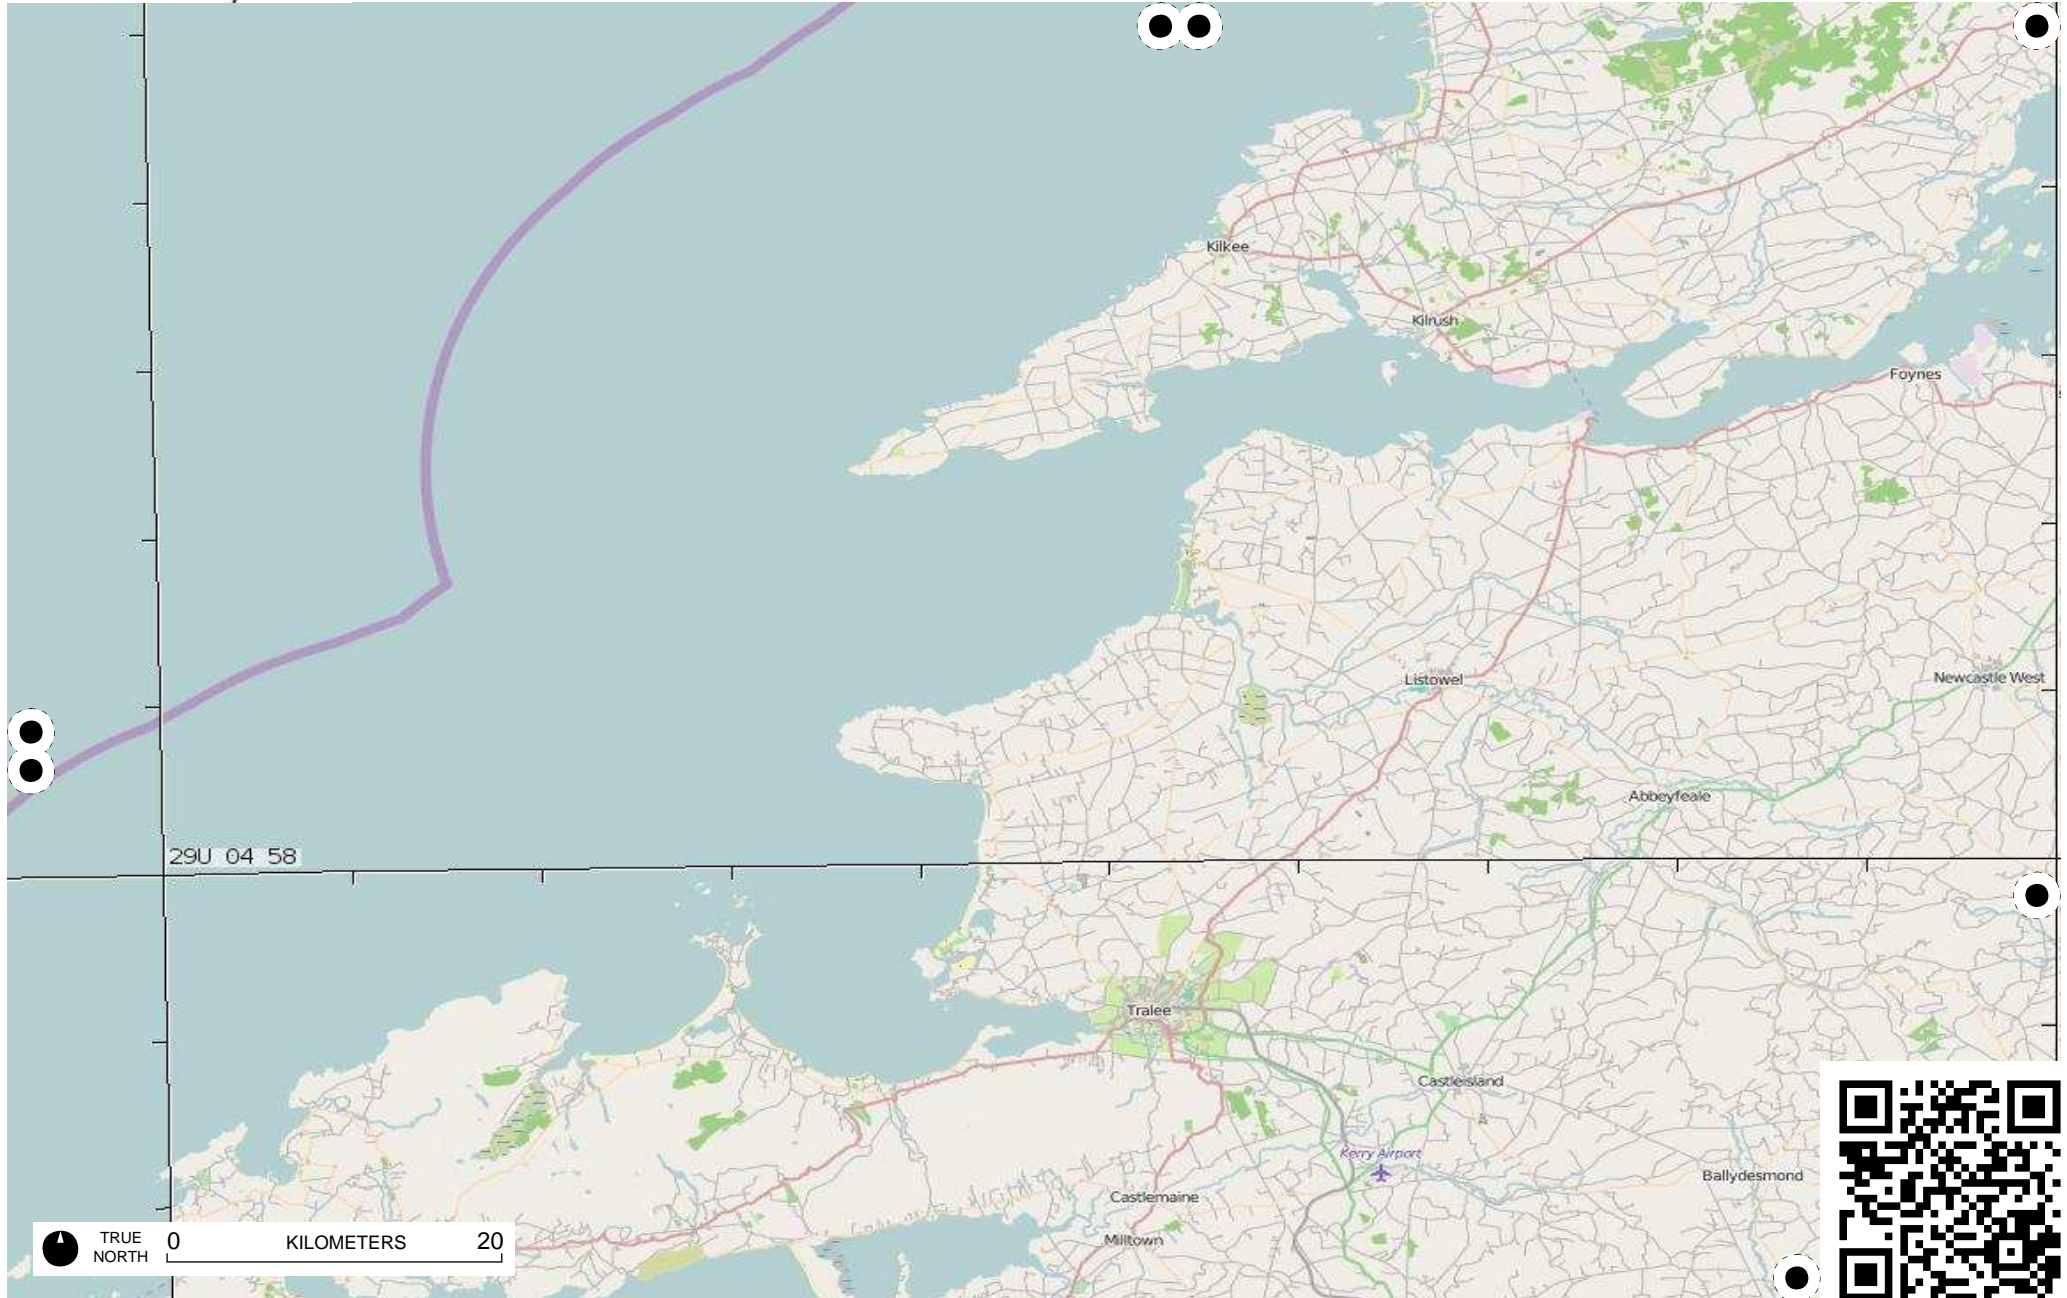 Kilkee
Kilrush
Foynes
Listowel
Newcastle West
Abbeyfeale
29U 04 58
Tralee
Castleisland
Kerry Airport
Ballydesmond
Castlemaine
Milltown
TRUE
NORTH
0 KILOMETERS 20